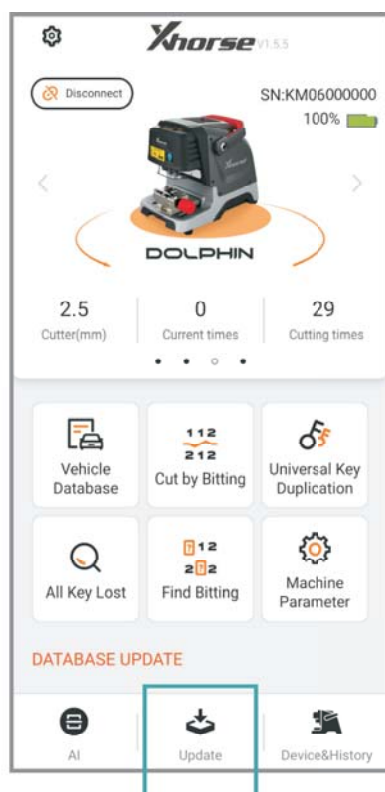 Xhorse V1.5.5
Disconnect
SN:KM06000000
100%
DOLPHIN
2.5 0 29
Cutter(mm) Current times Cutting times
Vehicle
Database
112
212
Cut by Bitting
Universal Key
Duplication
All Key Lost
?12
2?2
Find Bitting
Machine
Parameter
DATABASE UPDATE
AI Update Device&History